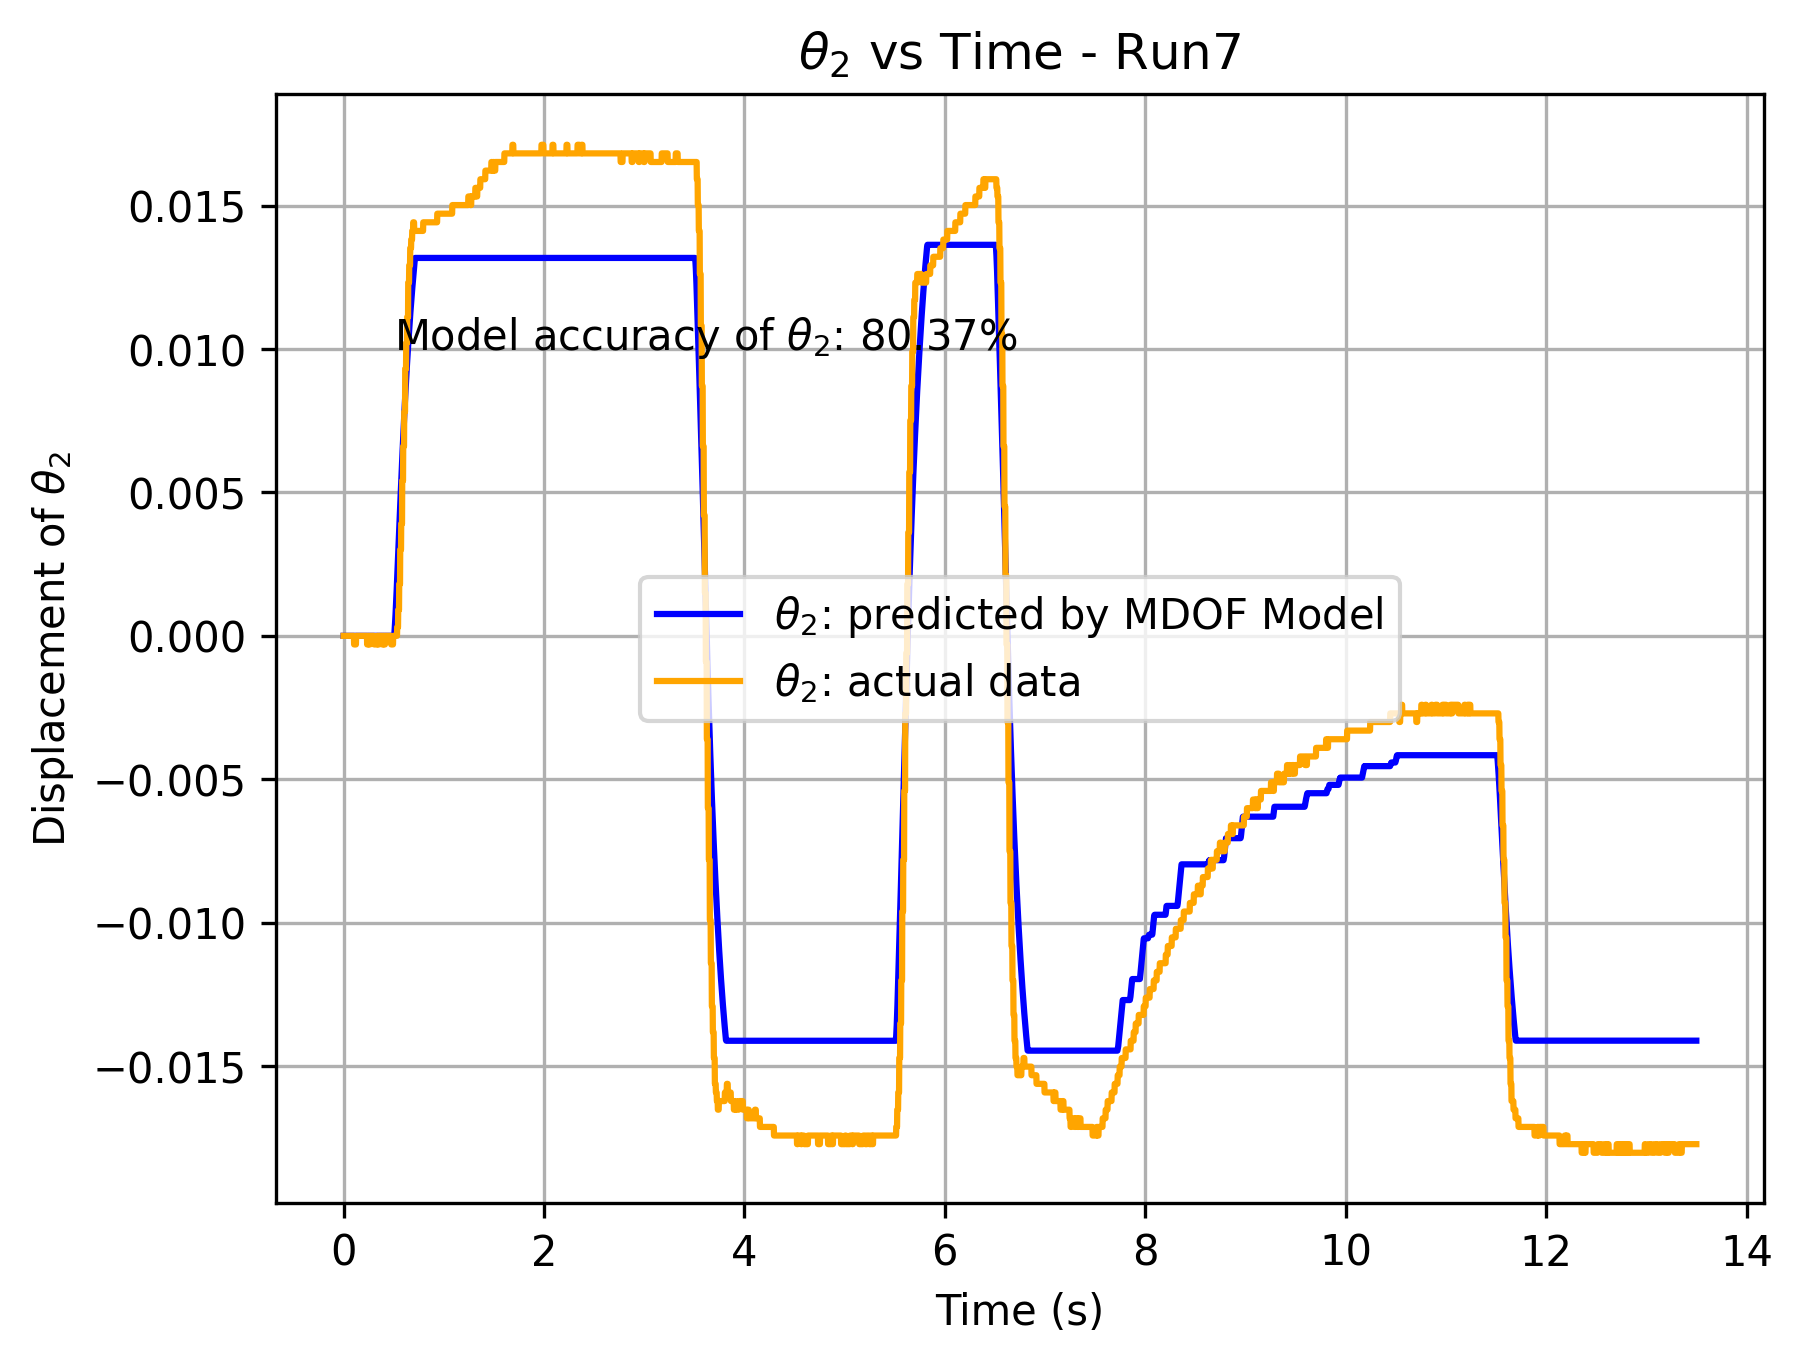 θ₂ vs Time - Run7
0.015
0.010
0.005
0.000
−0.005
−0.010
−0.015
Displacement of θ₂
Model accuracy of θ₂: 80.37%
θ₂: predicted by MDOF Model
θ₂: actual data
0 2 4 6 8 10 12 14
Time (s)